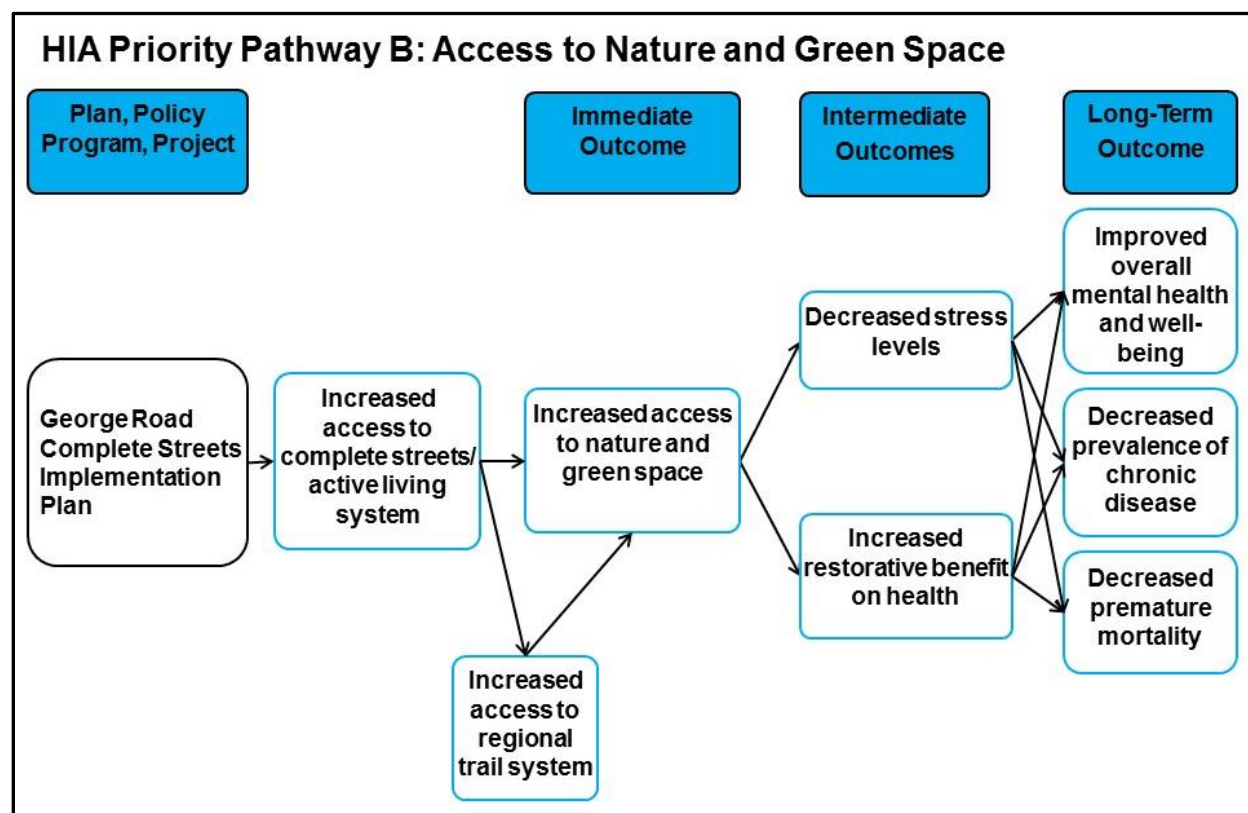 HIA Priority Pathway B: Access to Nature and Green Space
Plan, Policy
Program, Project
Immediate
Outcome
Intermediate
Outcomes
Long-Term
Outcome
George Road
Complete Streets
Implementation
Plan
Increased
access to
complete streets/
active living
system
Increased
access to
regional
trail system
Increased access
to nature and
green space
Decreased stress
levels
Increased
restorative benefit
on health
Improved
overall
mental health
and well-
being
Decreased
prevalence of
chronic
disease
Decreased
premature
mortality